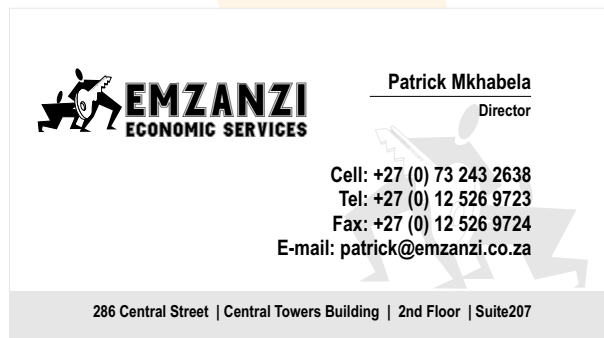 EMZANZI
ECONOMIC SERVICES
Patrick Mkhabela
Director
Cell: +27 (0) 73 243 2638
Tel: +27 (0) 12 526 9723
Fax: +27 (0) 12 526 9724
E-mail: patrick@emzanzi.co.za
286 Central Street | Central Towers Building | 2nd Floor | Suite207